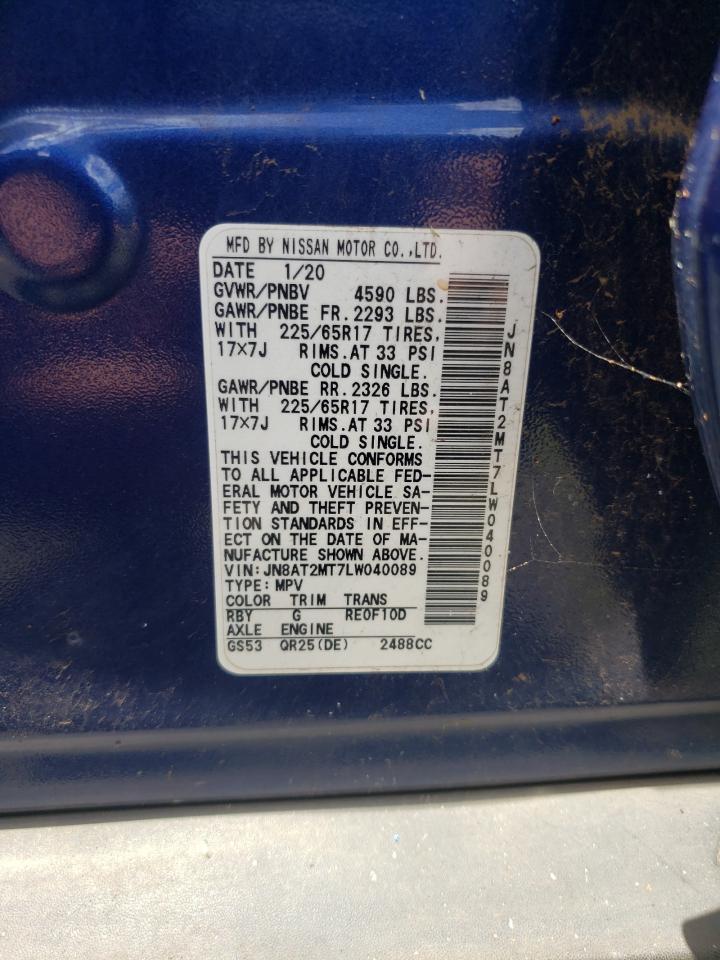 MFD BY NISSAN MOTOR CO.,LTD.
DATE 1/20
GVWR/PNBV 4590 LBS.
GAWR/PNBE FR.2293 LBS.
WITH 225/65R17 TIRES,
17×7J RIMS.AT 33 PSI
COLD SINGLE.
GAWR/PNBE RR.2326 LBS.
WITH 225/65R17 TIRES,
17×7J RIMS.AT 33 PSI
COLD SINGLE.
THIS VEHICLE CONFORMS
TO ALL APPLICABLE FED-
ERAL MOTOR VEHICLE SA-
FETY AND THEFT PREVEN-
TION STANDARDS IN EFF-
ECT ON THE DATE OF MA-
NUFACTURE SHOWN ABOVE.
VIN:JN8AT2MT7LW040089
TYPE:MPV
COLOR TRIM TRANS
RBY G RE0F10D
AXLE ENGINE
GS53 QR25(DE) 2488CC
JN8AT2MT7LW040089